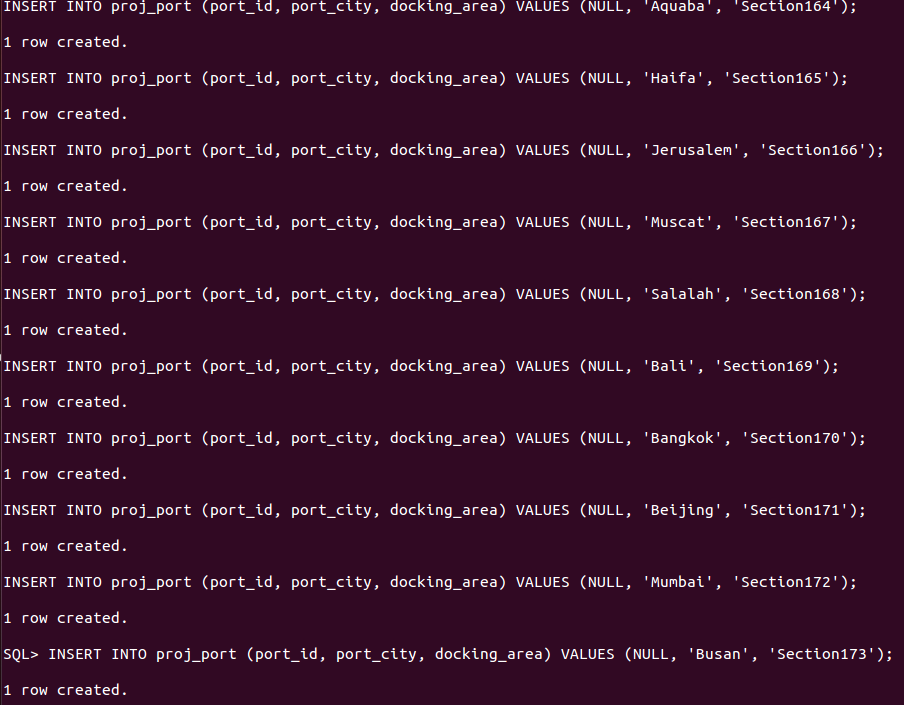 INSERT INTO proj_port (port_id, port_city, docking_area) VALUES (NULL, 'Aquaba', 'Section164');
1 row created.
INSERT INTO proj_port (port_id, port_city, docking_area) VALUES (NULL, 'Haifa', 'Section165');
1 row created.
INSERT INTO proj_port (port_id, port_city, docking_area) VALUES (NULL, 'Jerusalem', 'Section166');
1 row created.
INSERT INTO proj_port (port_id, port_city, docking_area) VALUES (NULL, 'Muscat', 'Section167');
1 row created.
INSERT INTO proj_port (port_id, port_city, docking_area) VALUES (NULL, 'Salalah', 'Section168');
1 row created.
INSERT INTO proj_port (port_id, port_city, docking_area) VALUES (NULL, 'Bali', 'Section169');
1 row created.
INSERT INTO proj_port (port_id, port_city, docking_area) VALUES (NULL, 'Bangkok', 'Section170');
1 row created.
INSERT INTO proj_port (port_id, port_city, docking_area) VALUES (NULL, 'Beijing', 'Section171');
1 row created.
INSERT INTO proj_port (port_id, port_city, docking_area) VALUES (NULL, 'Mumbai', 'Section172');
1 row created.
SQL> INSERT INTO proj_port (port_id, port_city, docking_area) VALUES (NULL, 'Busan', 'Section173');
1 row created.